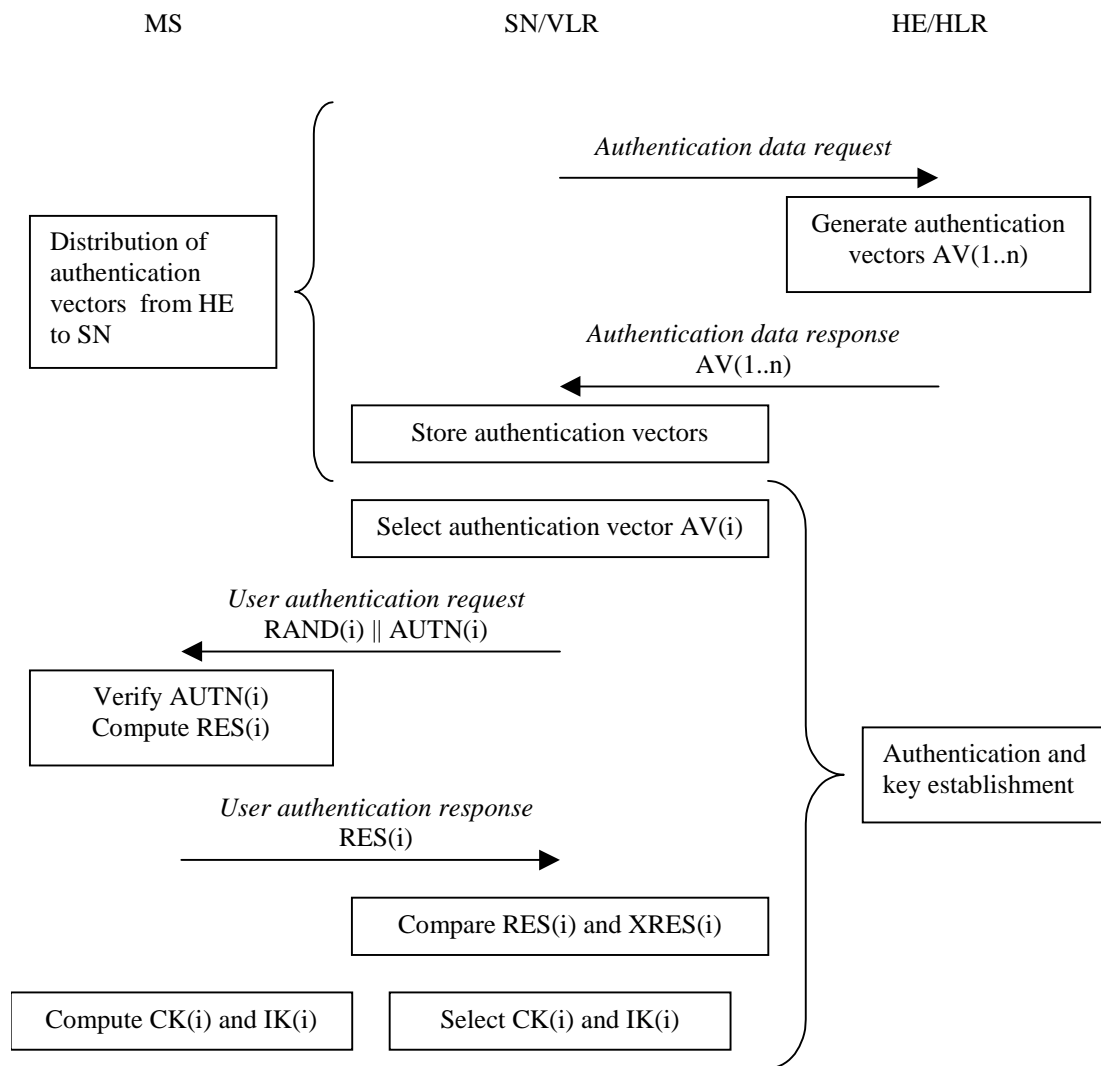 MS
SN/VLR
HE/HLR
Authentication data request
Generate authentication
vectors AV(1..n)
Distribution of
authentication
vectors from HE
to SN
Authentication data response
AV(1..n)
Store authentication vectors
Select authentication vector AV(i)
User authentication request
RAND(i) || AUTN(i)
Verify AUTN(i)
Compute RES(i)
Authentication and
key establishment
User authentication response
RES(i)
Compare RES(i) and XRES(i)
Compute CK(i) and IK(i)
Select CK(i) and IK(i)